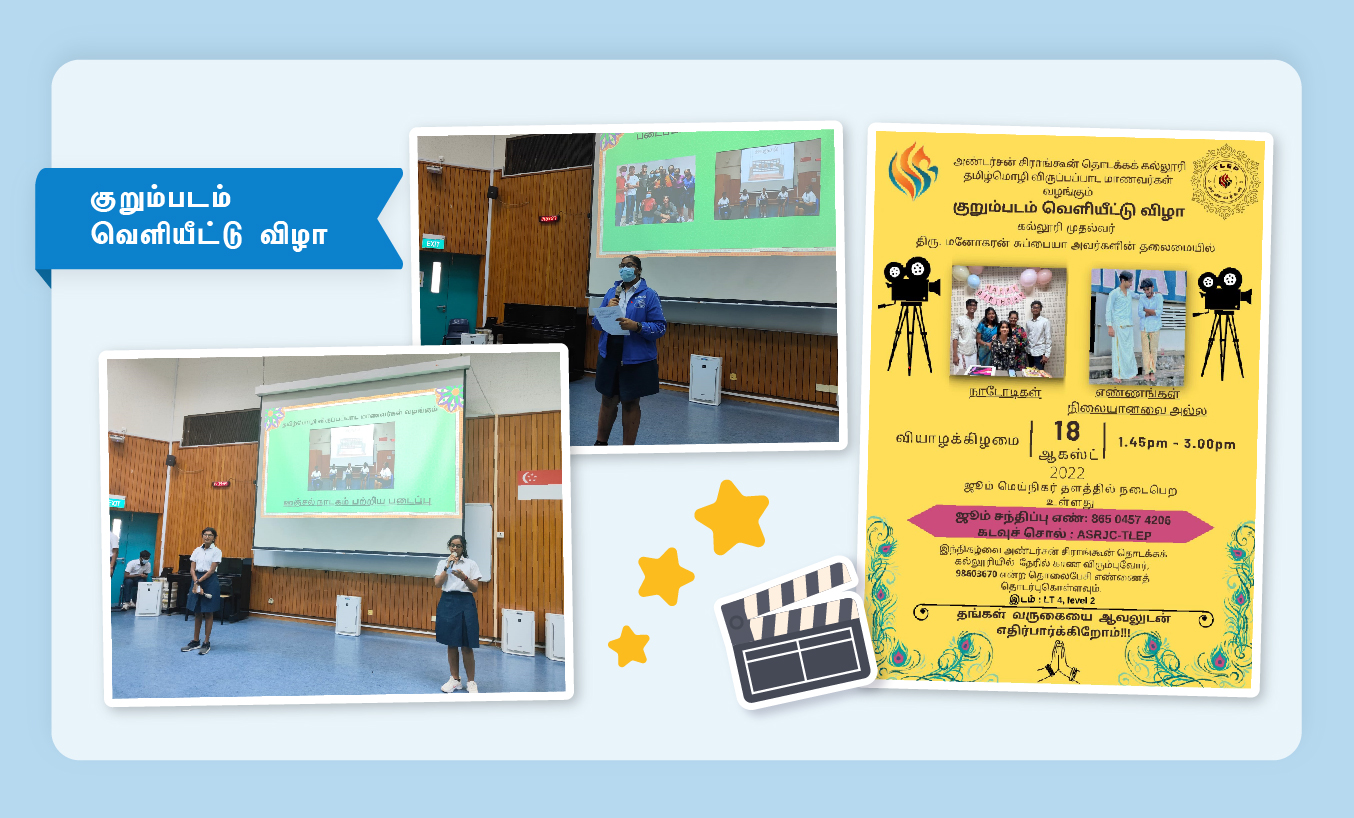 குறும்படம்
வெளியீட்டு விழா
EXIT
தமிழ்மொழி விருப்பப்பாட மாணவர்கள் வழங்கும்
அஞ்சல் நாடகம் பற்றிய படைப்பு
அண்டர்சன் சிராங்கூன் தொடக்கக் கல்லூரி
தமிழ்மொழி விருப்பப்பாட மாணவர்கள்
வழங்கும்
குறும்படம் வெளியீட்டு விழா
கல்லூரி முதல்வர்
திரு. மனோகரன் சுப்பையா அவர்களின் தலைமையில்
நாடோடிகள்
எண்ணங்கள்
நிலையானவை அல்ல
வியாழக்கிழமை
18
ஆகஸ்ட்
2022
1.45pm - 3.00pm
ஜூம் மெய்நிகர் தளத்தில் நடைபெற
உள்ளது
ஜூம் சந்திப்பு எண்: 865 0457 4206
கடவுச் சொல் : ASRJC-TLEP
இந்நிகழ்வை அண்டர்சன் சிராங்கூன் தொடக்கக்
கல்லூரியில் நேரில் காண விரும்புவோர்,
98603670 என்ற தொலைபேசி எண்ணைத்
தொடர்புகொள்ளவும்.
இடம் : LT 4, level 2
தங்கள் வருகையை ஆவலுடன்
எதிர்பார்க்கிறோம்!!!